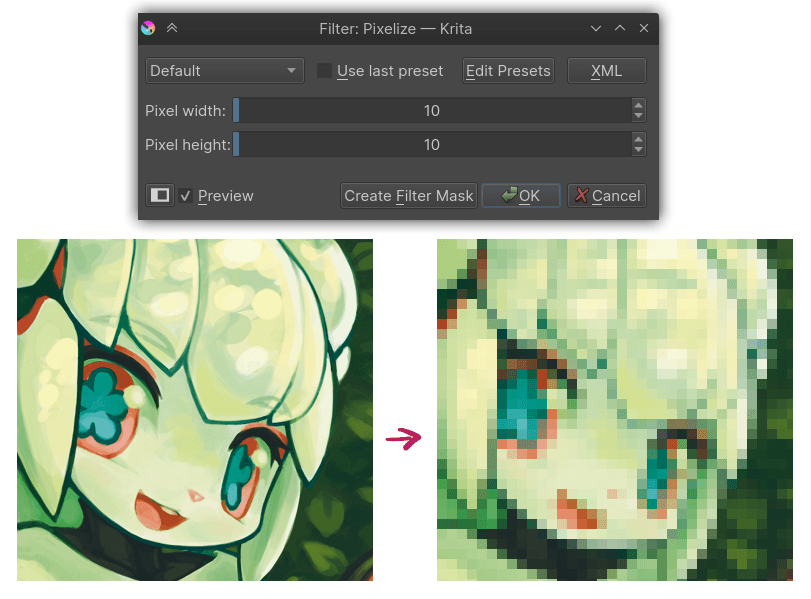 Filter: Pixelize — Krita
Default Use last preset Edit Presets XML
Pixel width: 10
Pixel height: 10
Preview Create Filter Mask OK Cancel